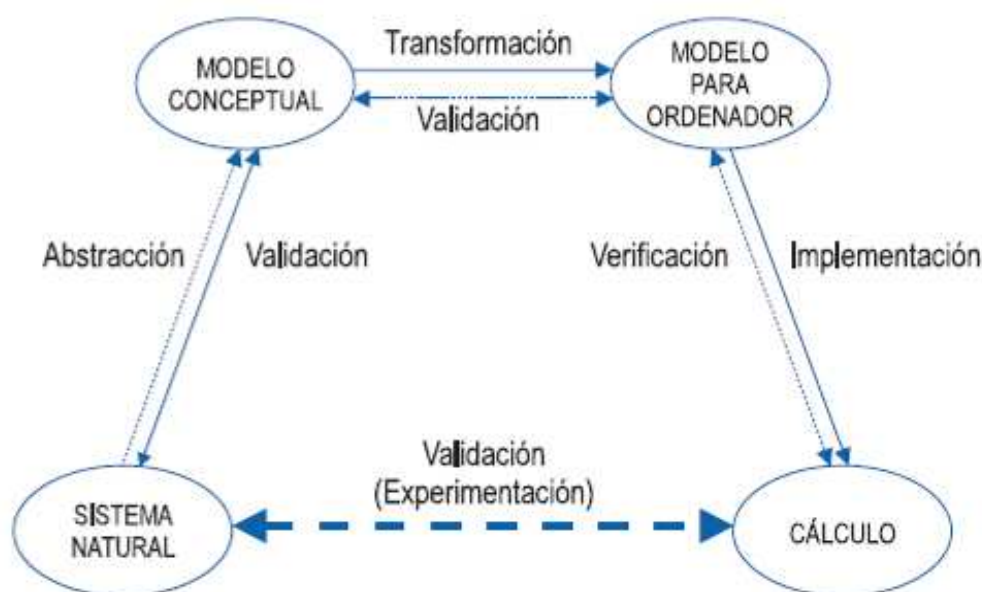 Transformación
MODELO
CONCEPTUAL
MODELO
PARA
ORDENADOR
Validación
Abstracción
Validación
Verificación
Implementación
Validación
(Experimentación)
SISTEMA
NATURAL
CÁLCULO